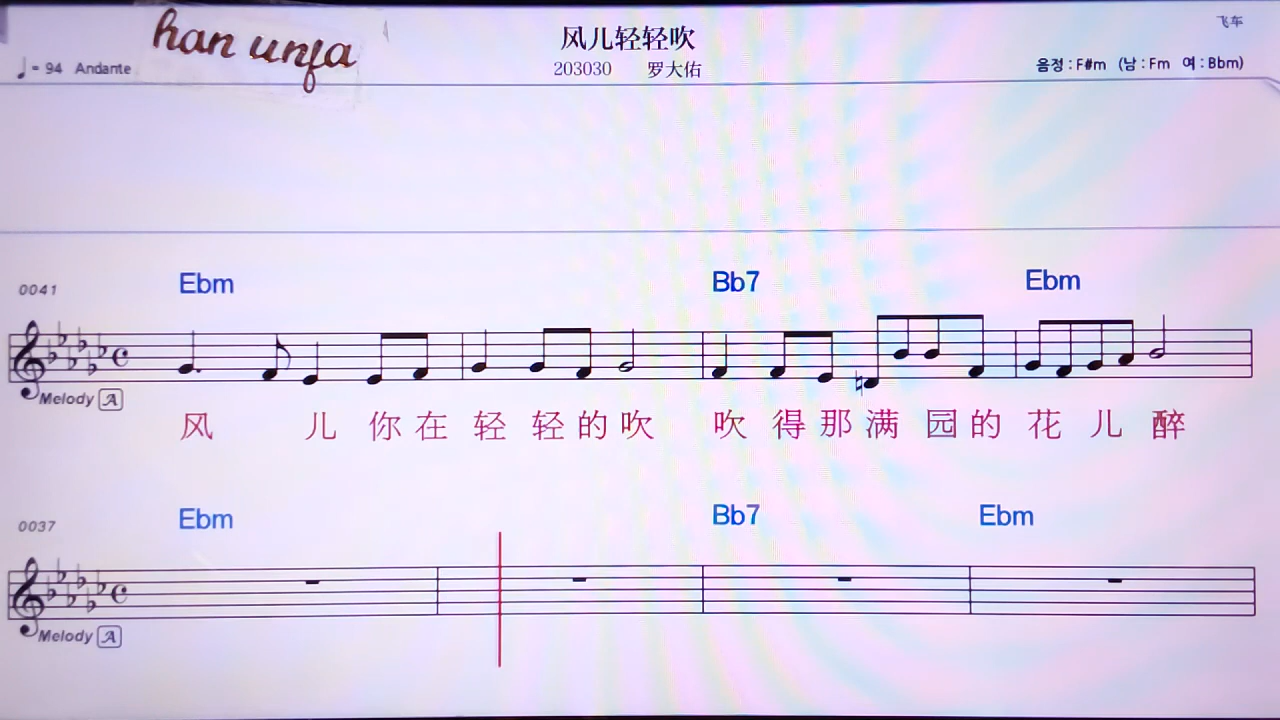 han unfa
风儿轻轻吹
飞车
♩= 94 Andante
203030 罗大佑
음정 : F#m (남 : Fm 여 : Bbm)
0041
Ebm Bb7 Ebm
Melody A
风 儿 你 在 轻 轻 的 吹 吹 得 那 满 园 的 花 儿 醉
0037
Ebm Bb7 Ebm
Melody A